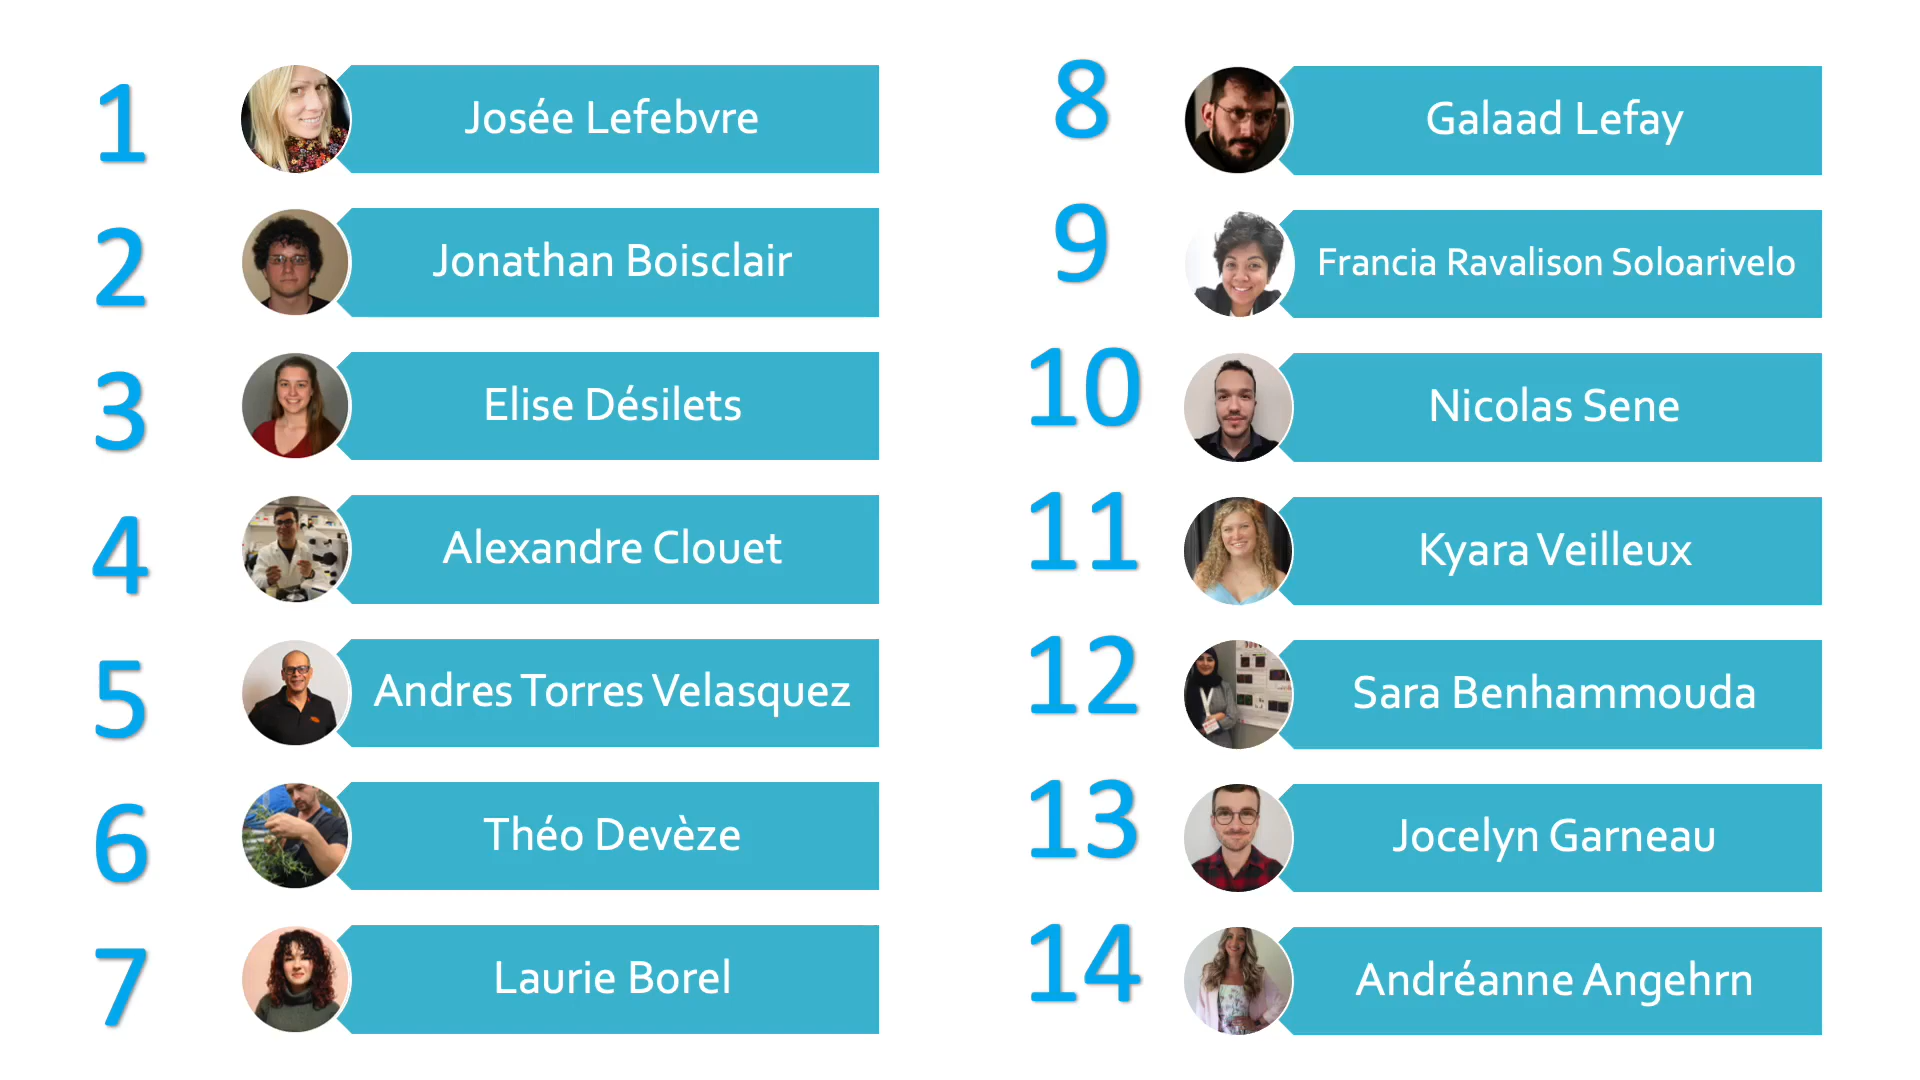 1
Josée Lefebvre
2
Jonathan Boisclair
3
Elise Désilets
4
Alexandre Clouet
5
Andres Torres Velasquez
6
Théo Devèze
7
Laurie Borel
8
Galaad Lefay
9
Francia Ravalison Soloarivelo
10
Nicolas Sene
11
Kyara Veilleux
12
Sara Benhammouda
13
Jocelyn Garneau
14
Andréanne Angehrn